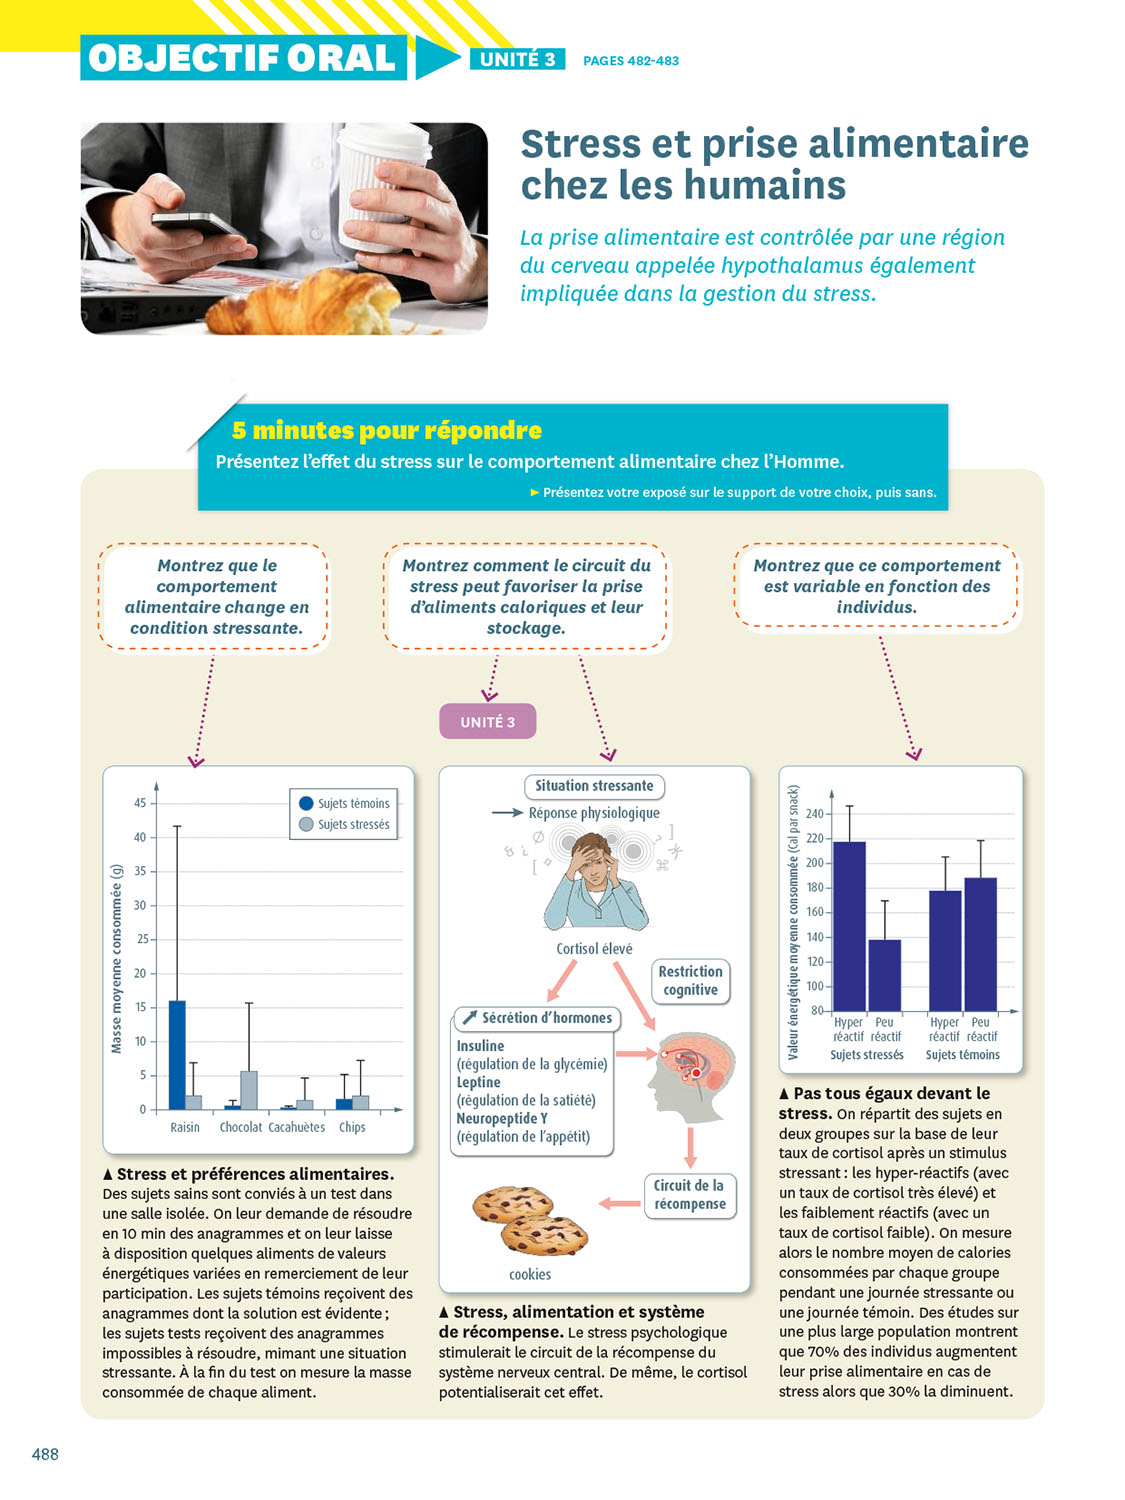 OBJECTIF ORAL
UNITÉ 3
PAGES 482-483
Stress et prise alimentaire
chez les humains
La prise alimentaire est contrôlée par une région
du cerveau appelée hypothalamus également
impliquée dans la gestion du stress.
5 minutes pour répondre
Présentez l'effet du stress sur le comportement alimentaire chez l'Homme.
► Présentez votre exposé sur le support de votre choix, puis sans.
Montrez que le
comportement
alimentaire change en
condition stressante.
Montrez comment le circuit du
stress peut favoriser la prise
d'aliments caloriques et leur
stockage.
Montrez que ce comportement
est variable en fonction des
individus.
UNITÉ 3
Masse moyenne consommée (g)
45
40
35
30
25
20
15
10
5
0
Sujets témoins
Sujets stressés
Raisin
Chocolat
Cacahuètes
Chips
▲ Stress et préférences alimentaires.
Des sujets sains sont conviés à un test dans
une salle isolée. On leur demande de résoudre
en 10 min des anagrammes et on leur laisse
à disposition quelques aliments de valeurs
énergétiques variées en remerciement de leur
participation. Les sujets témoins reçoivent des
anagrammes dont la solution est évidente ;
les sujets tests reçoivent des anagrammes
impossibles à résoudre, mimant une situation
stressante. À la fin du test on mesure la masse
consommée de chaque aliment.
Situation stressante
Réponse physiologique
Cortisol élevé
Restriction
cognitive
Sécrétion d'hormones
Insuline
(régulation de la glycémie)
Leptine
(régulation de la satiété)
Neuropeptide Y
(régulation de l'appétit)
Circuit de la
récompense
cookies
▲ Stress, alimentation et système
de récompense. Le stress psychologique
stimulerait le circuit de la récompense du
système nerveux central. De même, le cortisol
potentialiserait cet effet.
Valeur énergétique moyenne consommée (Cal par snack)
240
220
200
180
160
140
120
100
80
Hyper
réactif
Peu
réactif
Hyper
réactif
Peu
réactif
Sujets stressés
Sujets témoins
▲ Pas tous égaux devant le
stress. On répartit des sujets en
deux groupes sur la base de leur
taux de cortisol après un stimulus
stressant : les hyper-réactifs (avec
un taux de cortisol très élevé) et
les faiblement réactifs (avec un
taux de cortisol faible). On mesure
alors le nombre moyen de calories
consommées par chaque groupe
pendant une journée stressante ou
une journée témoin. Des études sur
une plus large population montrent
que 70% des individus augmentent
leur prise alimentaire en cas de
stress alors que 30% la diminuent.
488